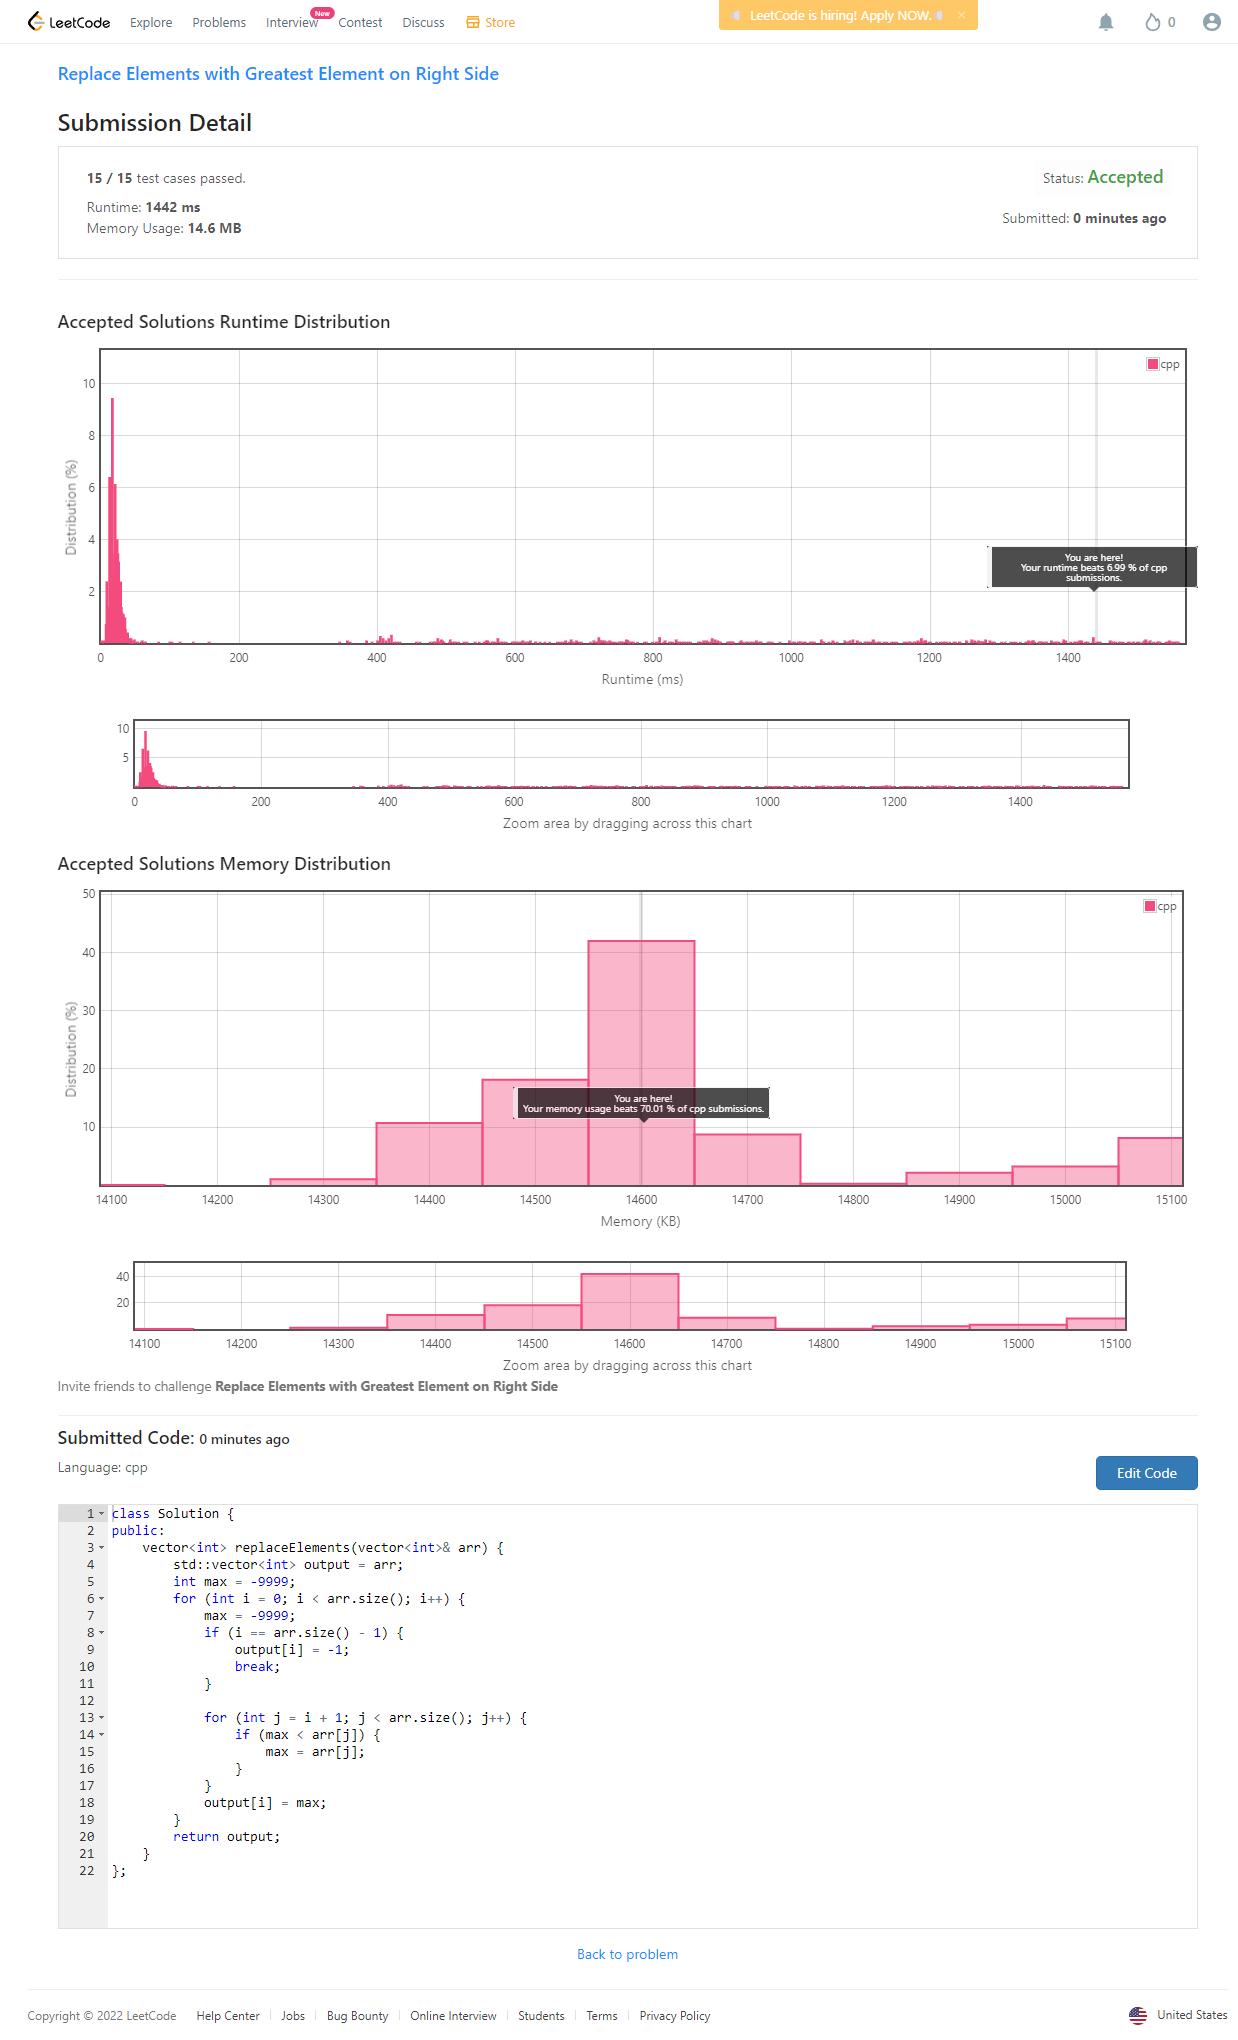 LeetCode Explore Problems Interview New Contest Discuss Store LeetCode is hiring! Apply NOW. × 0
Replace Elements with Greatest Element on Right Side
Submission Detail
15 / 15 test cases passed.
Status: Accepted
Runtime: 1442 ms
Submitted: 0 minutes ago
Memory Usage: 14.6 MB
Accepted Solutions Runtime Distribution
cpp
10
8
6
4
2
Distribution (%)
You are here!
Your runtime beats 6.99 % of cpp
submissions.
0 200 400 600 800 1000 1200 1400
Runtime (ms)
10
5
0 200 400 600 800 1000 1200 1400
Zoom area by dragging across this chart
Accepted Solutions Memory Distribution
cpp
50
40
30
20
10
Distribution (%)
You are here!
Your memory usage beats 70.01 % of cpp submissions.
14100 14200 14300 14400 14500 14600 14700 14800 14900 15000 15100
Memory (KB)
40
20
14100 14200 14300 14400 14500 14600 14700 14800 14900 15000 15100
Zoom area by dragging across this chart
Invite friends to challenge Replace Elements with Greatest Element on Right Side
Submitted Code: 0 minutes ago
Language: cpp
Edit Code
1 class Solution {
2 public:
3     vector<int> replaceElements(vector<int>& arr) {
4         std::vector<int> output = arr;
5         int max = -9999;
6         for (int i = 0; i < arr.size(); i++) {
7             max = -9999;
8             if (i == arr.size() - 1) {
9                 output[i] = -1;
10                 break;
11             }
12
13             for (int j = i + 1; j < arr.size(); j++) {
14                 if (max < arr[j]) {
15                     max = arr[j];
16                 }
17             }
18             output[i] = max;
19         }
20         return output;
21     }
22 };
Back to problem
Copyright © 2022 LeetCode Help Center Jobs Bug Bounty Online Interview Students Terms Privacy Policy United States